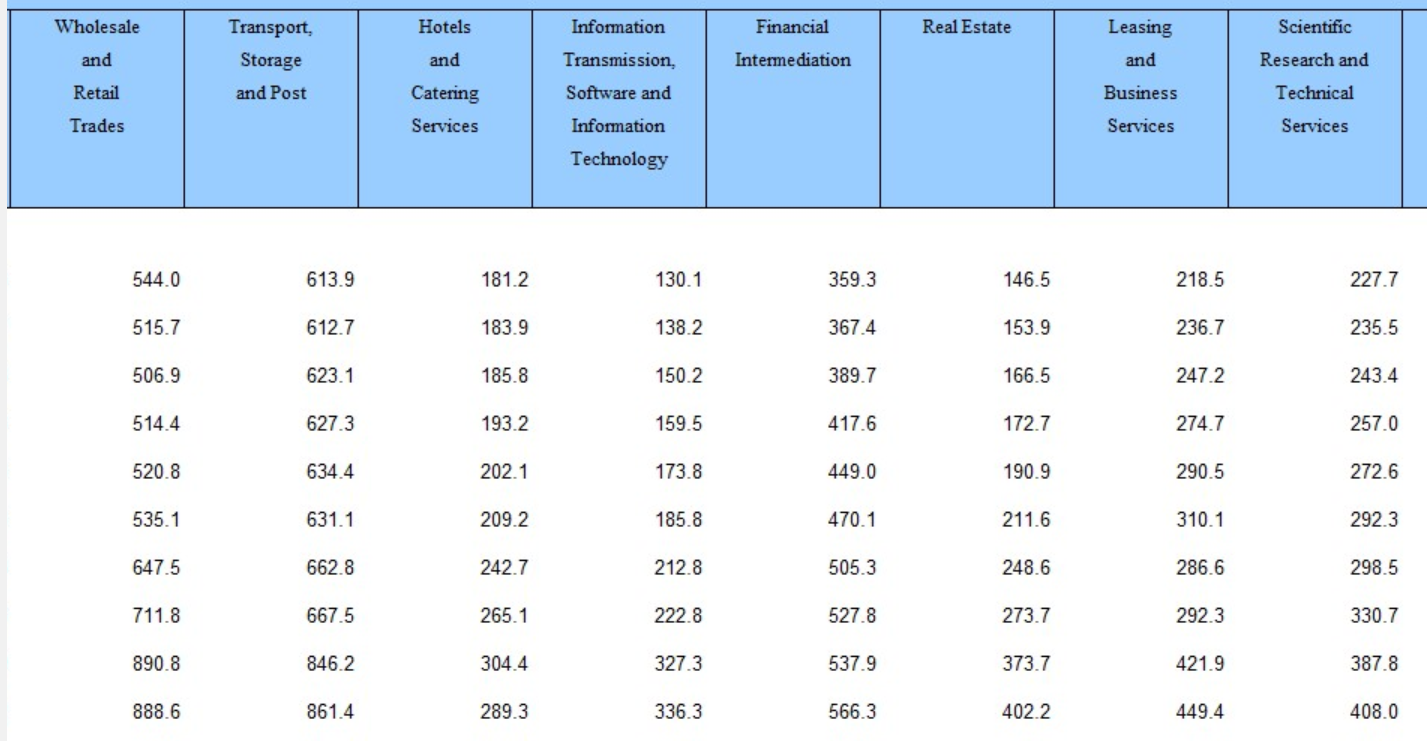 Wholesale Transport, Hotels Information Financial Real Estate Leasing Scientific
and Storage and Transmission, Intermediation and Research and
Retail and Post Catering Software and Business Technical
Trades Services Information Services Services
Technology
544.0 613.9 181.2 130.1 359.3 146.5 218.5 227.7
515.7 612.7 183.9 138.2 367.4 153.9 236.7 235.5
506.9 623.1 185.8 150.2 389.7 166.5 247.2 243.4
514.4 627.3 193.2 159.5 417.6 172.7 274.7 257.0
520.8 634.4 202.1 173.8 449.0 190.9 290.5 272.6
535.1 631.1 209.2 185.8 470.1 211.6 310.1 292.3
647.5 662.8 242.7 212.8 505.3 248.6 286.6 298.5
711.8 667.5 265.1 222.8 527.8 273.7 292.3 330.7
890.8 846.2 304.4 327.3 537.9 373.7 421.9 387.8
888.6 861.4 289.3 336.3 566.3 402.2 449.4 408.0